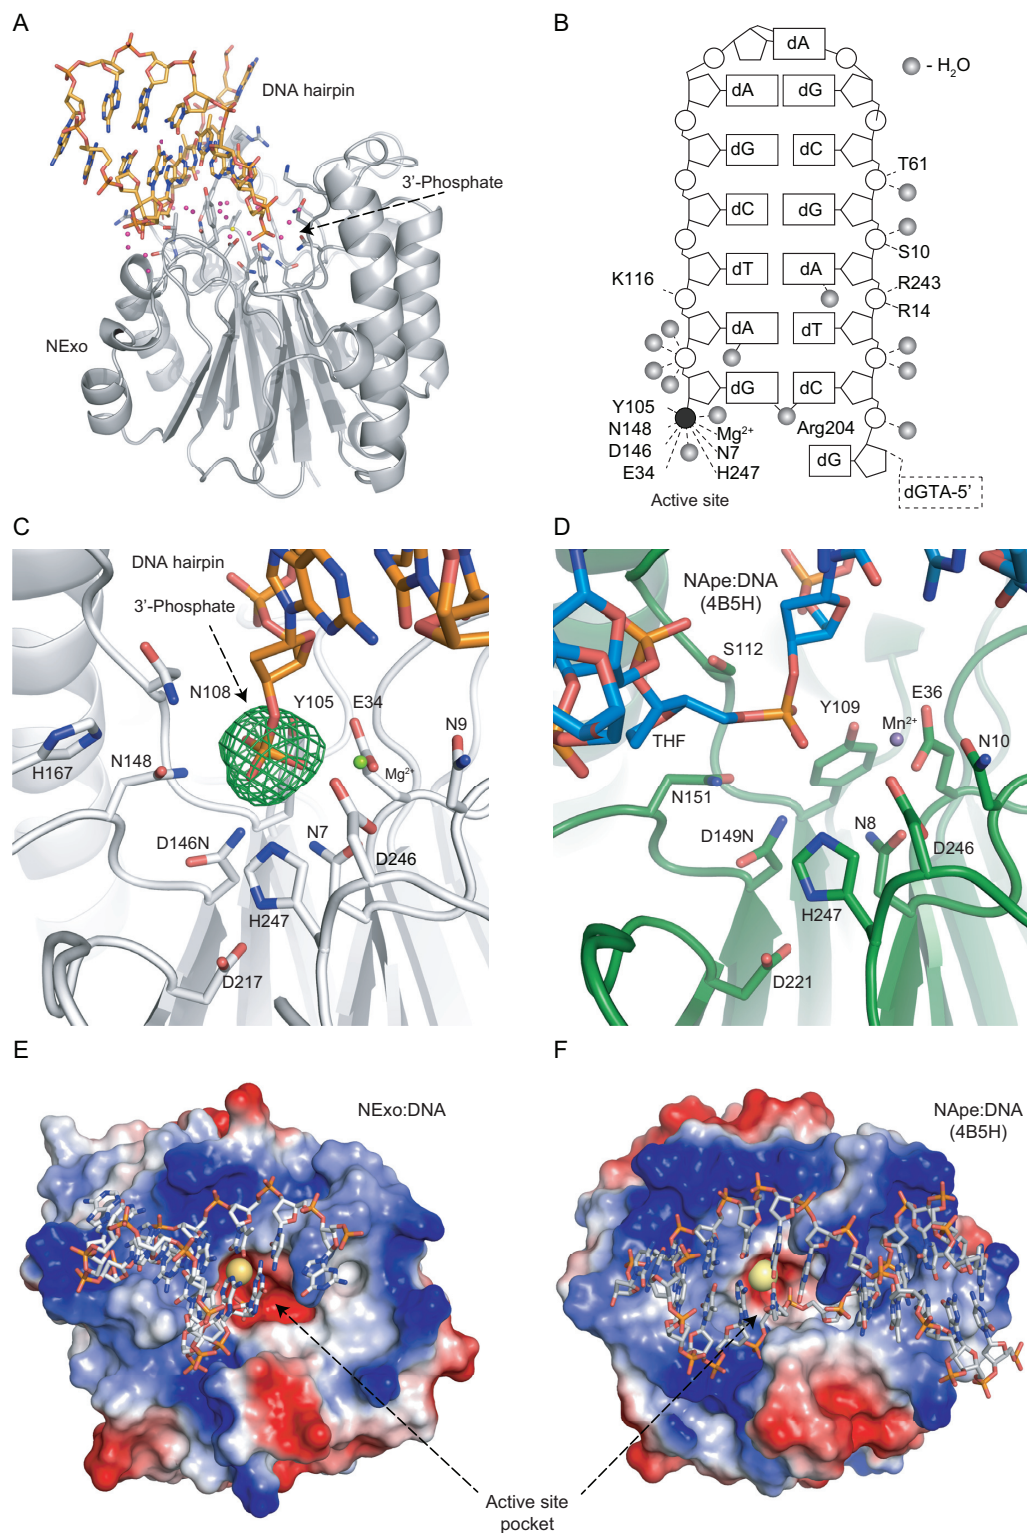 A
DNA hairpin
3'-Phosphate
NExo
B
dA
- H₂O
dA dG
dG dC
T61
dC dG
S10
dT dA
K116
R243
R14
dA dT
dG dC
Y105
N148
D146
E34
Mg²⁺
N7
H247
Arg204
dG
dGTA-5'
Active site
C
DNA hairpin
3'-Phosphate
N108
Y105
E34
N9
H167
N148
Mg²⁺
D146N
N7
D246
H247
D217
D
NApe:DNA
(4B5H)
S112
Y109
E36
Mn²⁺
N10
THF
N151
D149N
N8
D246
H247
D221
E
NExo:DNA
F
NApe:DNA
(4B5H)
Active site
pocket